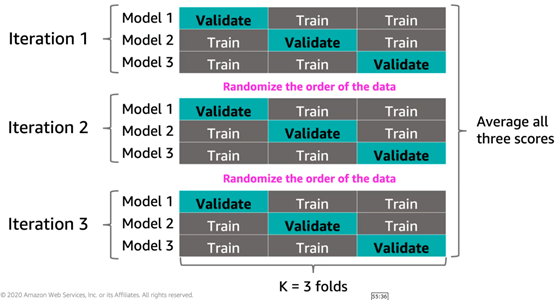 Iteration 1
Model 1 Validate Train Train
Model 2 Train Validate Train
Model 3 Train Train Validate
Randomize the order of the data
Iteration 2
Model 1 Validate Train Train
Model 2 Train Validate Train
Model 3 Train Train Validate
Average all
three scores
Randomize the order of the data
Iteration 3
Model 1 Validate Train Train
Model 2 Train Validate Train
Model 3 Train Train Validate
K = 3 folds
© 2020 Amazon Web Services, Inc. or its Affiliates. All rights reserved.
55:36